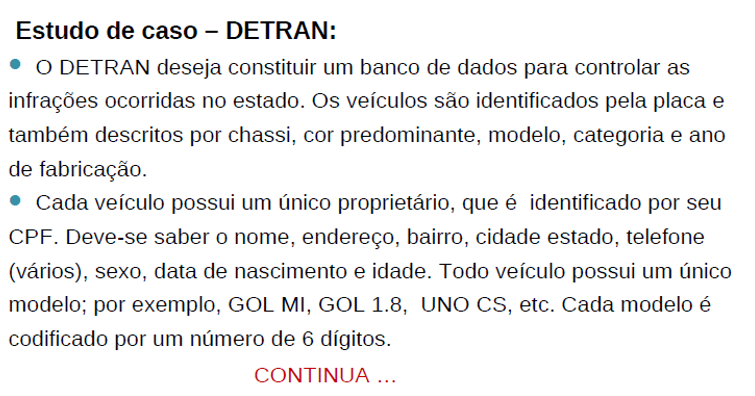 Estudo de caso – DETRAN:
• O DETRAN deseja constituir um banco de dados para controlar as
infrações ocorridas no estado. Os veículos são identificados pela placa e
também descritos por chassi, cor predominante, modelo, categoria e ano
de fabricação.
• Cada veículo possui um único proprietário, que é  identificado por seu
CPF. Deve-se saber o nome, endereço, bairro, cidade estado, telefone
(vários), sexo, data de nascimento e idade. Todo veículo possui um único
modelo; por exemplo, GOL MI, GOL 1.8,  UNO CS, etc. Cada modelo é
codificado por um número de 6 dígitos.
CONTINUA ...